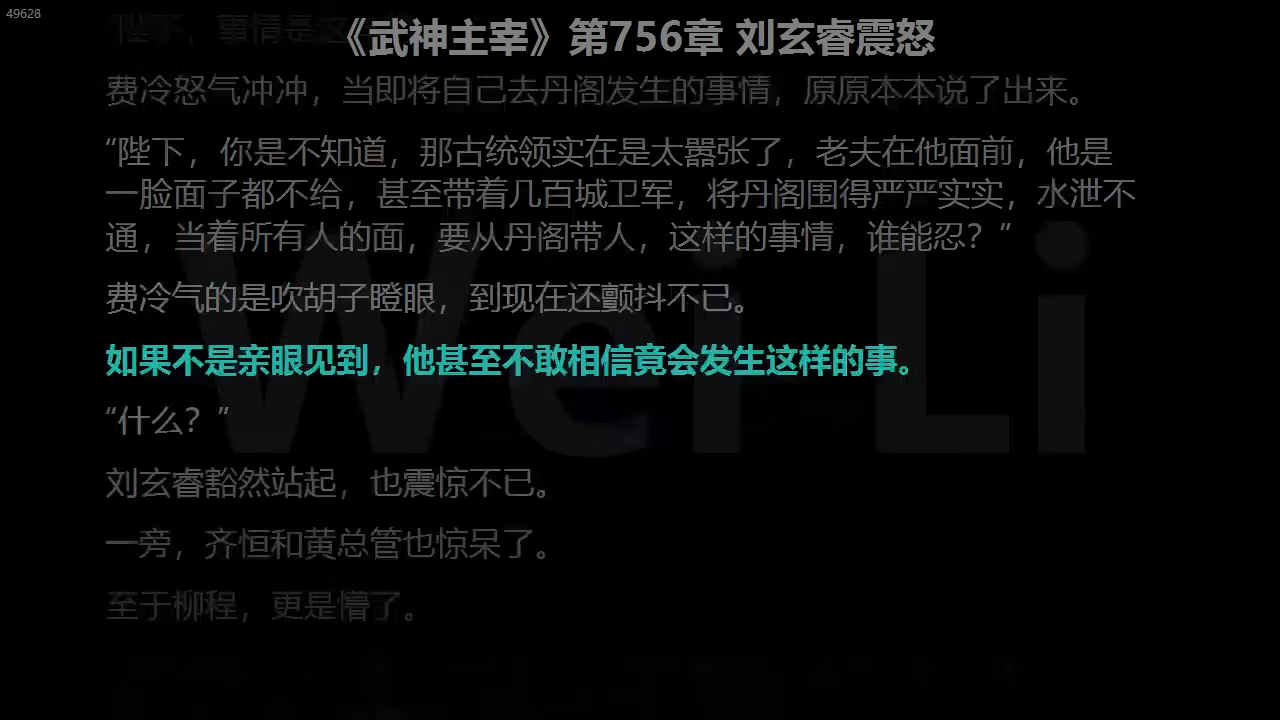 49628
《武神主宰》第756章 刘玄睿震怒
“陛下，事情是这
费冷怒气冲冲，当即将自己去丹阁发生的事情，原原本本说了出来。
“陛下，你是不知道，那古统领实在是太嚣张了，老夫在他面前，他是
一脸面子都不给，甚至带着几百城卫军，将丹阁围得严严实实，水泄不
通，当着所有人的面，要从丹阁带人，这样的事情，谁能忍？”
费冷气的是吹胡子瞪眼，到现在还颤抖不已。
如果不是亲眼见到，他甚至不敢相信竟会发生这样的事。
“什么？”
刘玄睿豁然站起，也震惊不已。
一旁，齐恒和黄总管也惊呆了。
至于柳程，更是懵了。
Wei Li